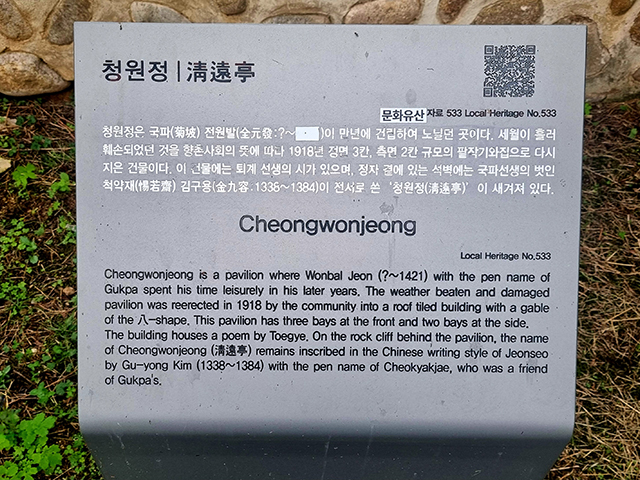 청원정 | 淸遠亭
문화유산자료 533 Local Heritage No.533
청원정은 국파(菊坡) 전원발(全元發:?~ )이 만년에 건립하여 노닐던 곳이다. 세월이 흘러
훼손되었던 것을 향촌사회의 뜻에 따라 1918년 정면 3칸, 측면 2칸 규모의 팔작기와집으로 다시
지은 건물이다. 이 건물에는 퇴계 선생의 시가 있으며, 정자 곁에 있는 석벽에는 국파선생의 벗인
척약재(惕若齋) 김구용(金九容.1338~1384)이 전서로 쓴 '청원정(淸遠亭)' 이 새겨져 있다.
Cheongwonjeong
Local Heritage No.533
Cheongwonjeong is a pavilion where Wonbal Jeon (?~1421) with the pen name of
Gukpa spent his time leisurely in his later years. The weather beaten and damaged
pavilion was reerected in 1918 by the community into a roof tiled building with a gable
of the 八-shape. This pavilion has three bays at the front and two bays at the side.
The building houses a poem by Toegye. On the rock cliff behind the pavilion, the name
of Cheongwonjeong (淸遠亭) remains inscribed in the Chinese writing style of Jeonseo
by Gu-yong Kim (1338~1384) with the pen name of Cheokyakjae, who was a friend
of Gukpa's.